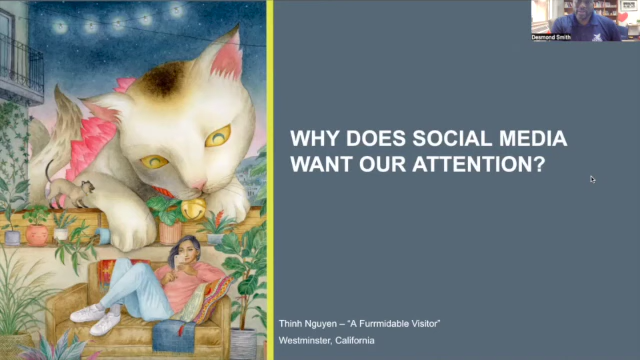 WHY DOES SOCIAL MEDIA
WANT OUR ATTENTION?
Thinh Nguyen – “A Furrmidable Visitor”
Westminster, California
Desmond Smith